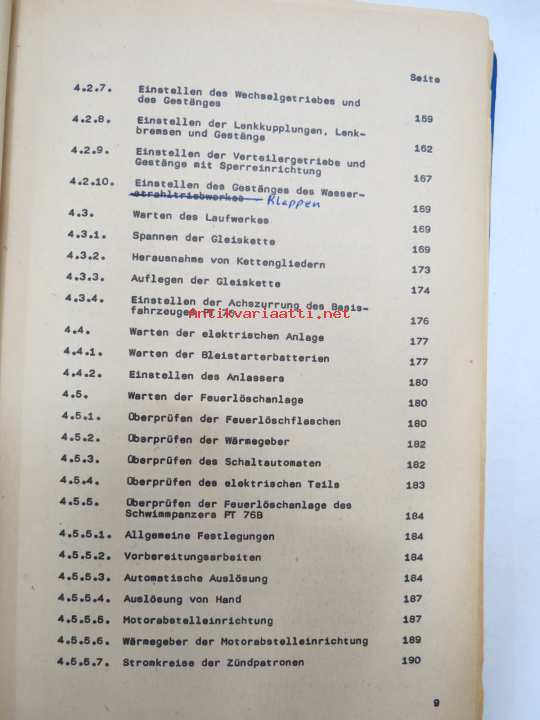 Seite
4.2.7. Einstellen des Wechselgetriebes und
des Gestänges 159
4.2.8. Einstellen der Lenkkupplungen, Lenk-
bremsen und Gestänge 162
4.2.9. Einstellen der Verteilergetriebe und
Gestänge mit Sperreinrichtung 167
4.2.10. Einstellen des Gestänges des Wasser-
strahltriebwerkes - Klappen 169
4.3. Warten des Laufwerkes 169
4.3.1. Spannen der Gleiskette 169
4.3.2. Herausnahme von Kettengliedern 173
4.3.3. Auflegen der Gleiskette 174
4.3.4. Einstellen der Achszurrung des Basis-
fahrzeuges PT 76 176
Antikvariaatti.net
4.4. Warten der elektrischen Anlage 177
4.4.1. Warten der Bleistarterbatterien 177
4.4.2. Einstellen des Anlassers 180
4.5. Warten der Feuerlöschanlage 180
4.5.1. Überprüfen der Feuerlöschflaschen 180
4.5.2. Überprüfen der Wärmegeber 182
4.5.3. Überprüfen des Schaltautomaten 182
4.5.4. Überprüfen des elektrischen Teils 183
4.5.5. Überprüfen der Feuerlöschanlage des
Schwimmpanzers PT 76B 184
4.5.5.1. Allgemeine Festlegungen 184
4.5.5.2. Vorbereitungsarbeiten 184
4.5.5.3. Automatische Auslösung 184
4.5.5.4. Auslösung von Hand 187
4.5.5.5. Motorabstelleinrichtung 187
4.5.5.6. Wärmegeber der Motorabstelleinrichtung 189
4.5.5.7. Stromkreise der Zündpatronen 190
9